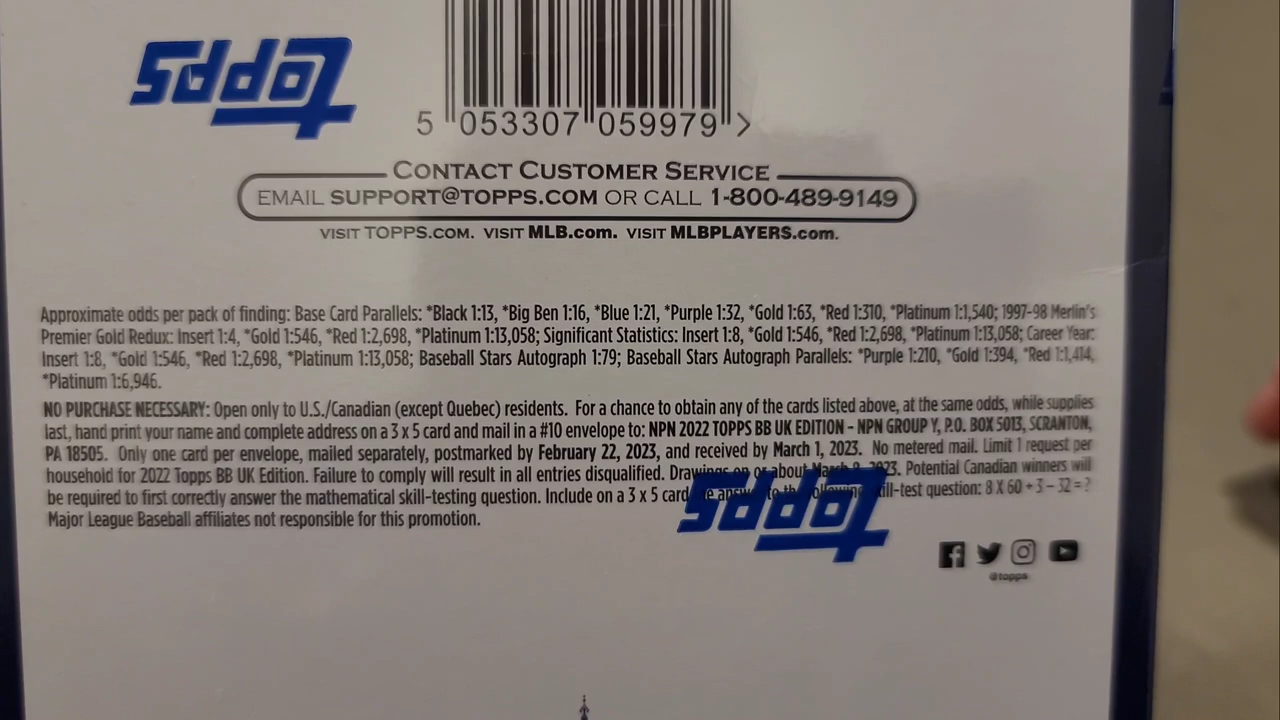 Topps
5 053307 059979 >
CONTACT CUSTOMER SERVICE
EMAIL SUPPORT@TOPPS.COM OR CALL 1-800-489-9149
VISIT TOPPS.COM. VISIT MLB.com. VISIT MLBPLAYERS.com.
Approximate odds per pack of finding: Base Card Parallels: *Black 1:13, *Big Ben 1:16, *Blue 1:21, *Purple 1:32, *Gold 1:63, *Red 1:310, *Platinum 1:1,540; 1997-98 Merlin's
Premier Gold Redux: Insert 1:4, *Gold 1:546, *Red 1:2,698, *Platinum 1:13,058; Significant Statistics: Insert 1:8, *Gold 1:546, *Red 1:2,698, *Platinum 1:13,058; Career Year:
Insert 1:8, *Gold 1:546, *Red 1:2,698, *Platinum 1:13,058; Baseball Stars Autograph 1:79; Baseball Stars Autograph Parallels: *Purple 1:210, *Gold 1:394, *Red 1:1,414,
*Platinum 1:6,946.
NO PURCHASE NECESSARY: Open only to U.S./Canadian (except Quebec) residents. For a chance to obtain any of the cards listed above, at the same odds, while supplies
last, hand print your name and complete address on a 3 x 5 card and mail in a #10 envelope to: NPN 2022 TOPPS BB UK EDITION - NPN GROUP Y, P.O. BOX 5013, SCRANTON,
PA 18505. Only one card per envelope, mailed separately, postmarked by February 22, 2023, and received by March 1, 2023. No metered mail. Limit 1 request per
household for 2022 Topps BB UK Edition. Failure to comply will result in all entries disqualified. Drawings on or about March 2023. Potential Canadian winners will
be required to first correctly answer the mathematical skill-testing question. Include on a 3 x 5 card the answer to the following skill-test question: 8 X 60 + 3 – 32 = ?
Major League Baseball affiliates not responsible for this promotion.
Topps
@topps